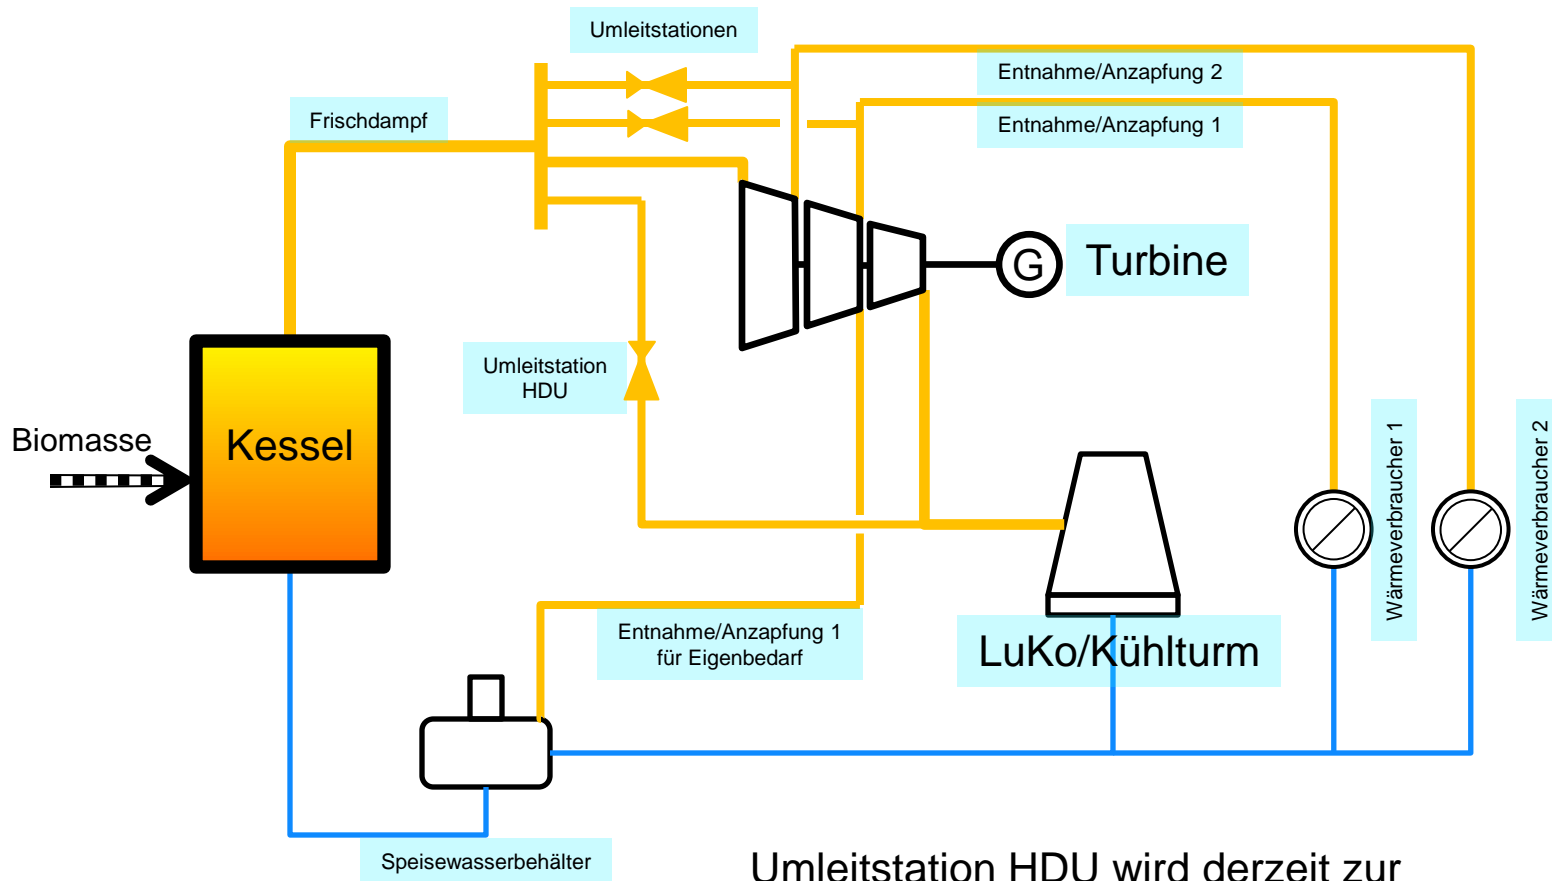 Umleitstationen
Entnahme/Anzapfung 2
Frischdampf
Entnahme/Anzapfung 1
G
Turbine
Umleitstation
HDU
Biomasse
Kessel
Wärmeverbraucher 1
Wärmeverbraucher 2
Entnahme/Anzapfung 1
für Eigenbedarf
LuKo/Kühlturm
Speisewasserbehälter
Umleitstation HDU wird derzeit zur